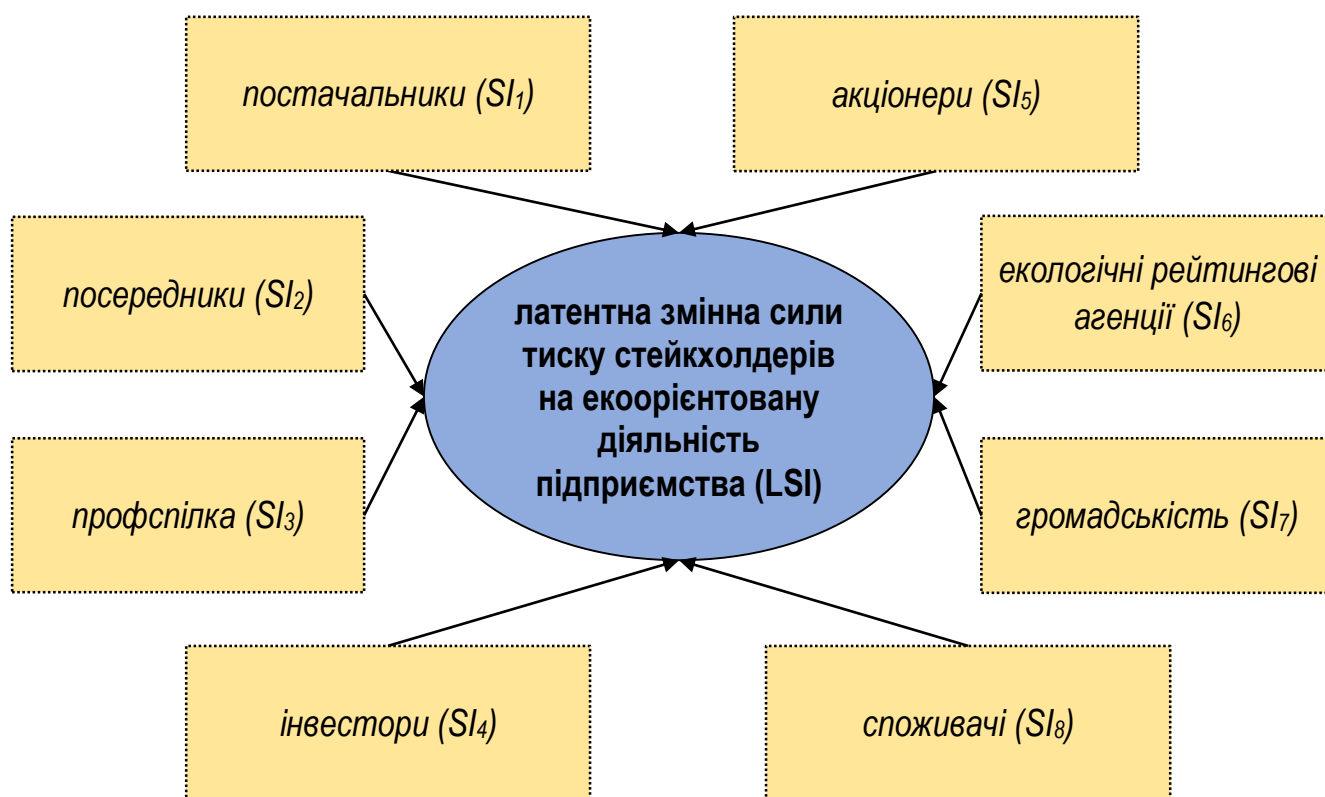 постачальники (SI₁)
акціонери (SI₅)
посередники (SI₂)
екологічні рейтингові
агенції (SI₆)
латентна змінна сили
тиску стейкхолдерів
на екоорієнтовану
діяльність
підприємства (LSI)
профспілка (SI₃)
громадськість (SI₇)
інвестори (SI₄)
споживачі (SI₈)